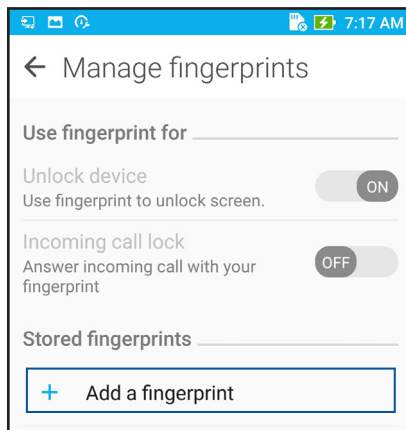 7:17 AM
Manage fingerprints
Use fingerprint for
Unlock device
Use fingerprint to unlock screen.
ON
Incoming call lock
Answer incoming call with your
fingerprint
OFF
Stored fingerprints
+ Add a fingerprint